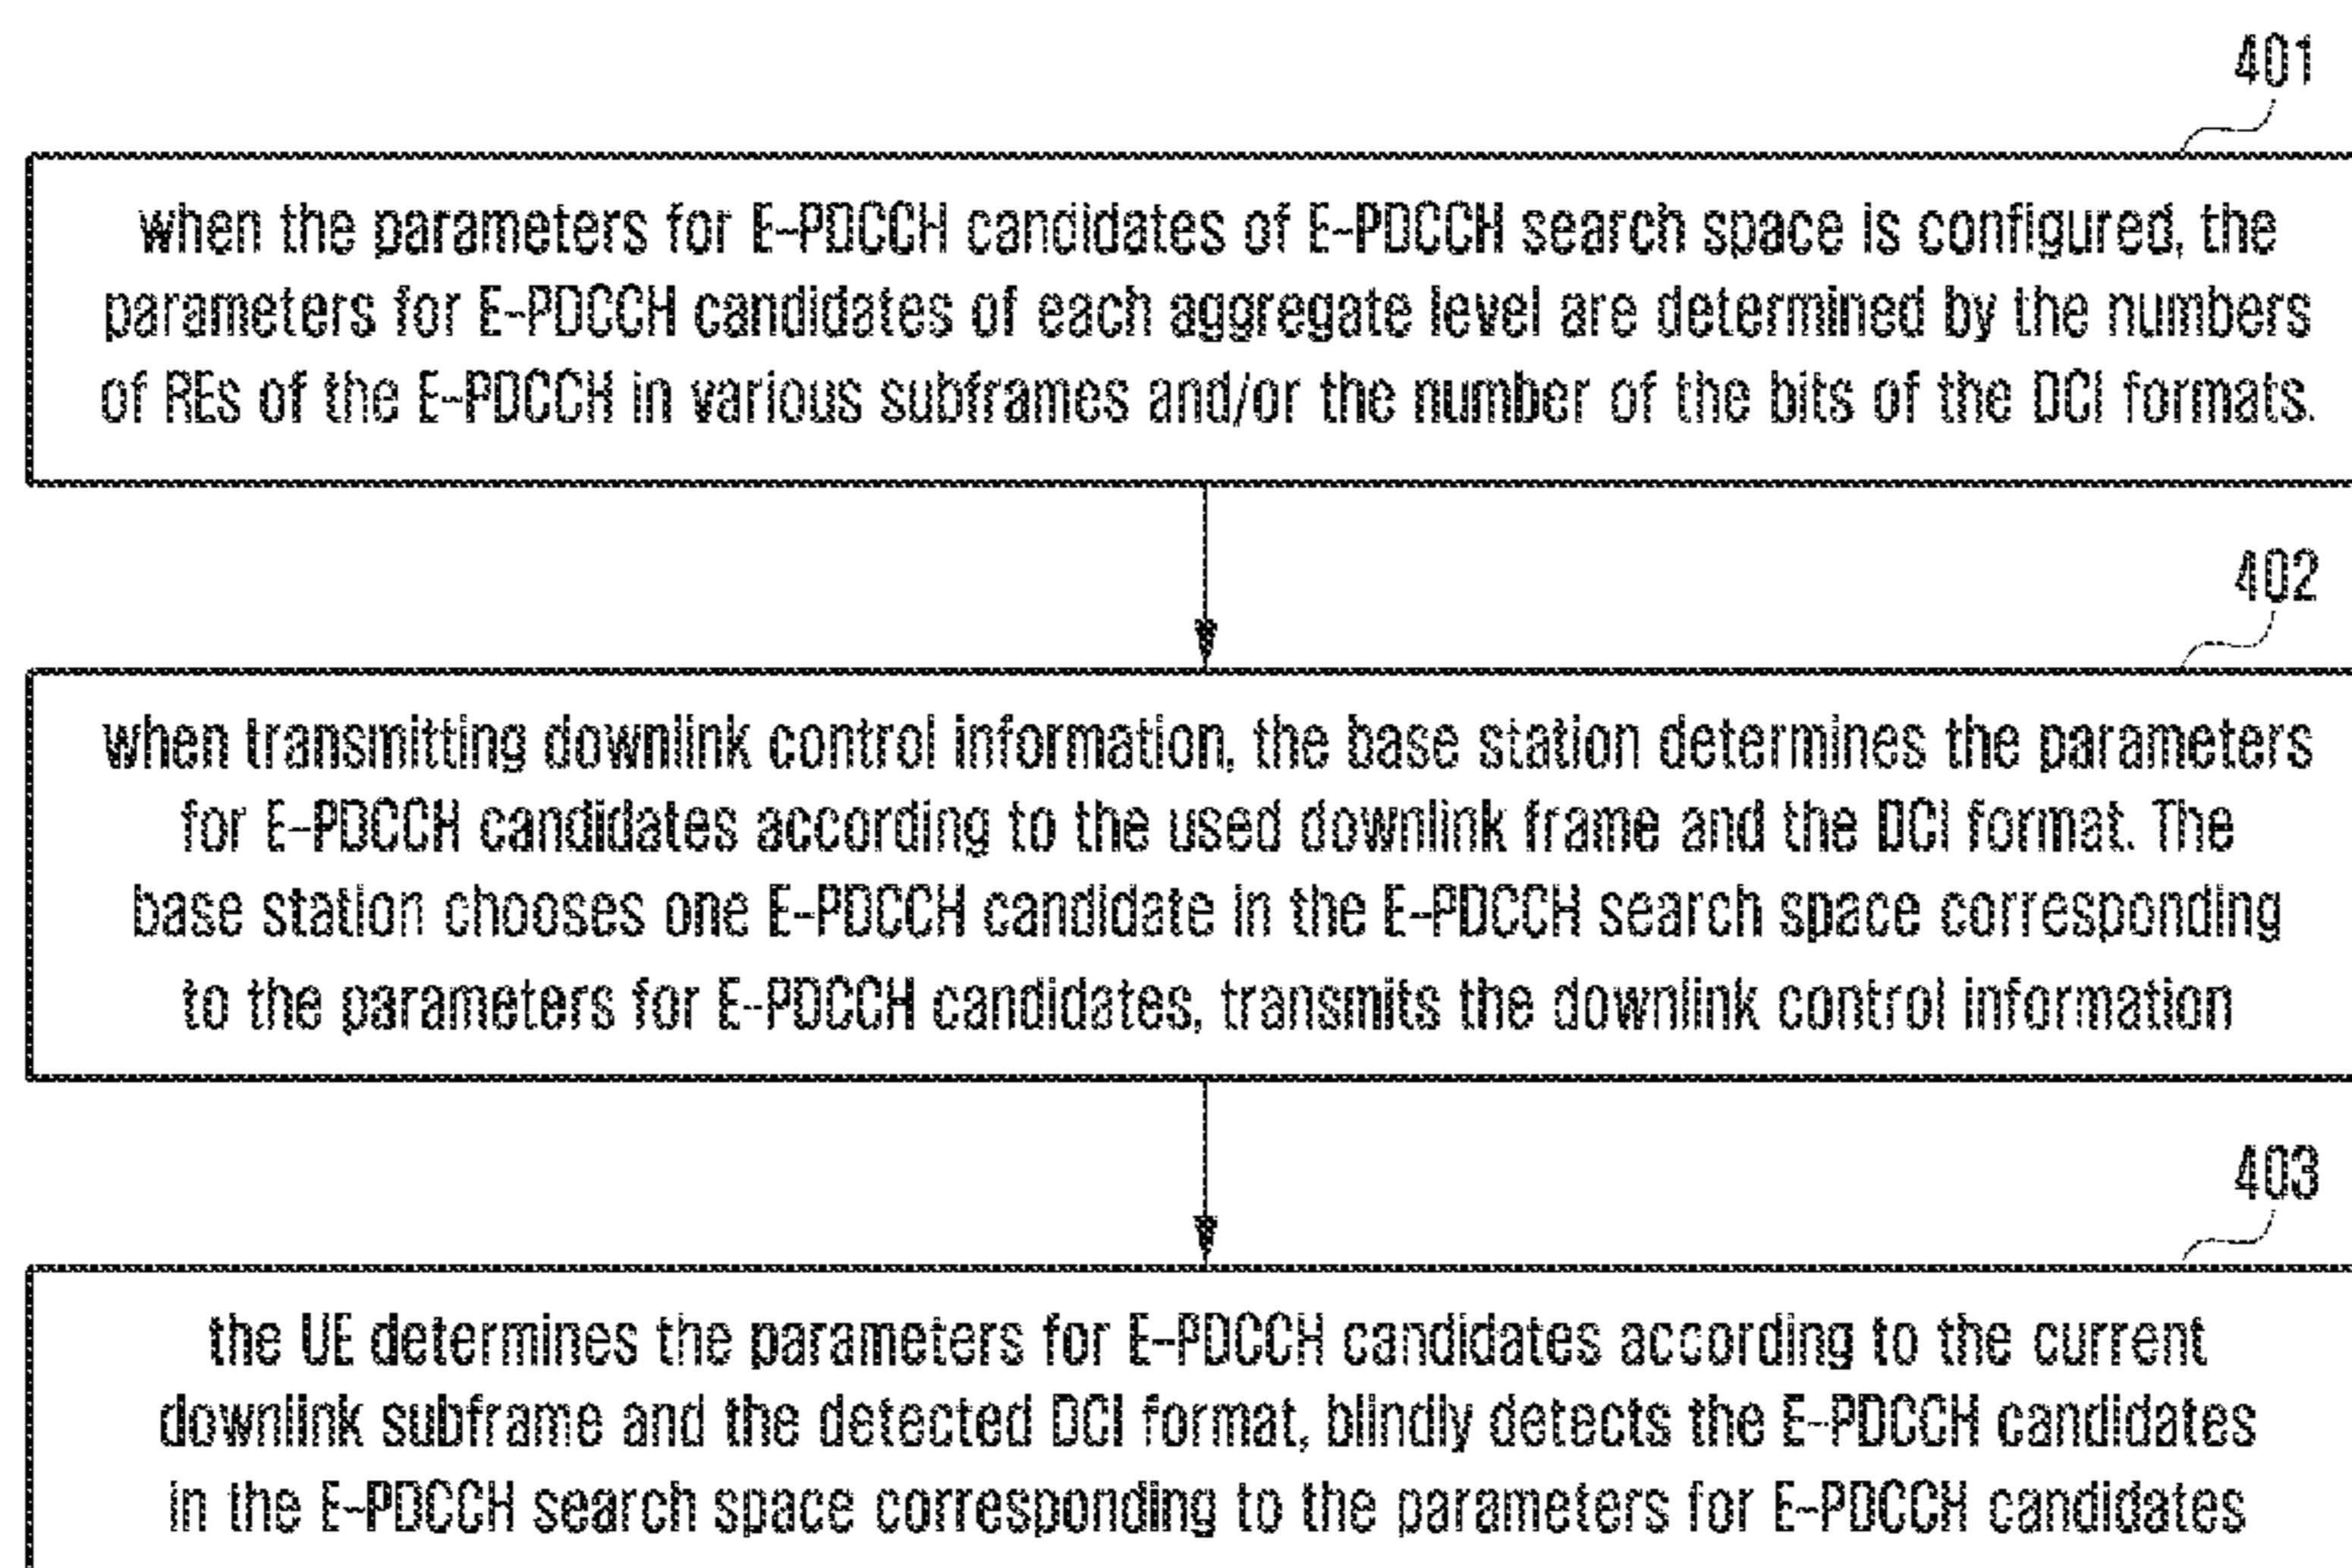 401
when the parameters for E-PDCCH candidates of E-PDCCH search space is configured, the
parameters for E-PDCCH candidates of each aggregate level are determined by the numbers
of REs of the E-PDCCH in various subframes and/or the number of the bits of the DCI formats.
402
when transmitting downlink control information, the base station determines the parameters
for E-PDCCH candidates according to the used downlink frame and the DCI format. The
base station chooses one E-PDCCH candidate in the E-PDCCH search space corresponding
to the parameters for E-PDCCH candidates, transmits the downlink control information
403
the UE determines the parameters for E-PDCCH candidates according to the current
downlink subframe and the detected DCI format, blindly detects the E-PDCCH candidates
in the E-PDCCH search space corresponding to the parameters for E-PDCCH candidates